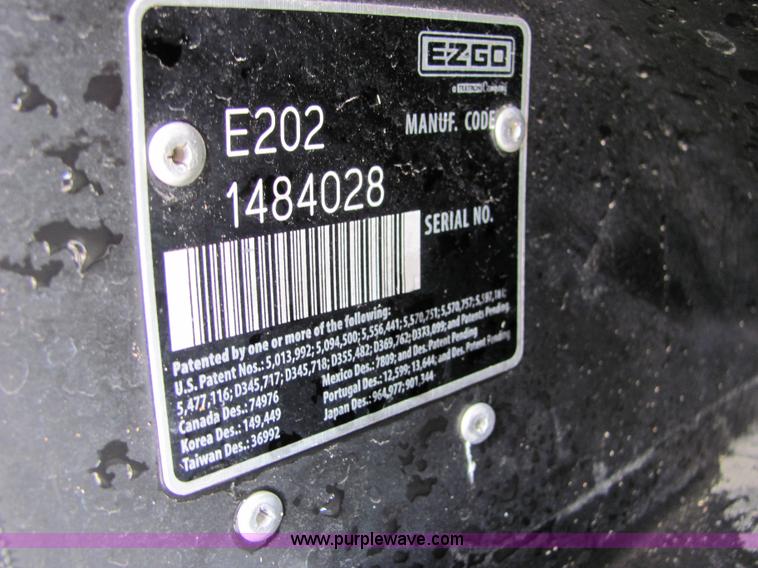 E-Z-GO
a TEXTRON Company
E202
MANUF. CODE
1484028
SERIAL NO.
Patented by one or more of the following:
U.S. Patent Nos.: 5,013,992; 5,094,500; 5,556,441; 5,570,751; 5,570,757;
5,477,116; D345,717; D345,718; D355,482; D369,762; D373,099; and Patents Pending.
Canada Des.: 74976 Mexico Des.: 7809; and Des. Patent Pending
Korea Des.: 149,449 Portugal Des.: 12,599; 13,644; and Des. Patent Pending
Taiwan Des.: 36992 Japan Des.: 964,977; 901,344
www.purplewave.com